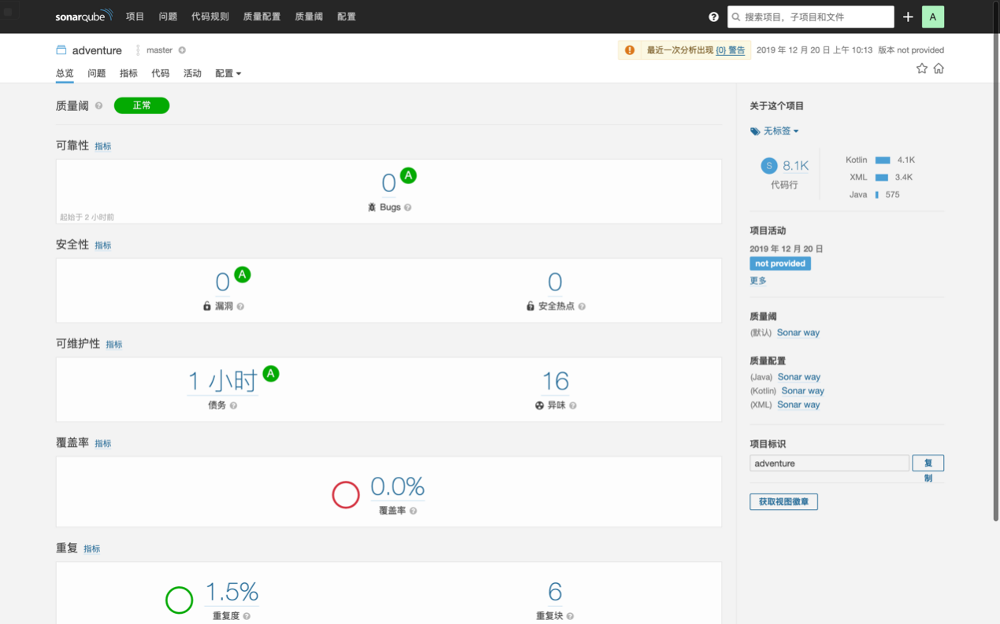 sonarqube 项目 问题 代码规则 质量配置 质量阈 配置 搜索项目，子项目和文件 A
adventure master 最近一次分析出现 {0} 警告 2019 年 12 月 20 日 上午 10:13 版本 not provided
总览 问题 指标 代码 活动 配置
质量阈 正常
可靠性 指标
0 A
Bugs
起始于 2 小时前
安全性 指标
0 A
漏洞
0
安全热点
可维护性 指标
1 小时 A
债务
16
异味
覆盖率 指标
0.0%
覆盖率
重复 指标
1.5%
重复度
6
重复块
关于这个项目
无标签
S 8.1K
代码行
Kotlin 4.1K
XML 3.4K
Java 575
项目活动
2019 年 12 月 20 日
not provided
更多
质量阈
(默认) Sonar way
质量配置
(Java) Sonar way
(Kotlin) Sonar way
(XML) Sonar way
项目标识
adventure 复
制
获取视图徽章